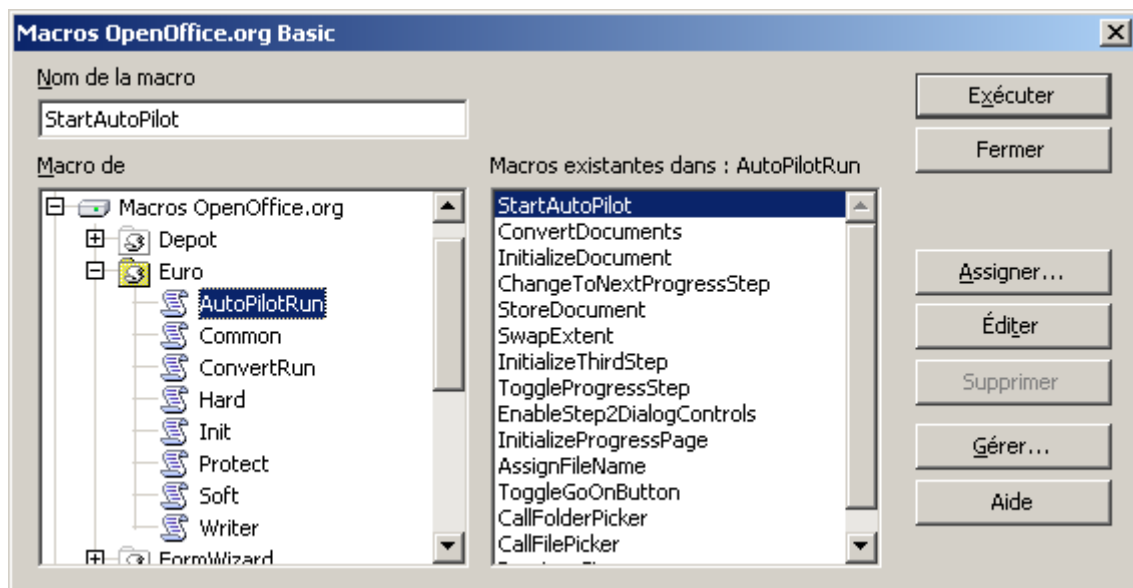 Macros OpenOffice.org Basic
Nom de la macro
StartAutoPilot
Macro de
Macros OpenOffice.org
Depot
Euro
AutoPilotRun
Common
ConvertRun
Hard
Init
Protect
Soft
Writer
FormWizard
Macros existantes dans : AutoPilotRun
StartAutoPilot
ConvertDocuments
InitializeDocument
ChangeToNextProgressStep
StoreDocument
SwapExtent
InitializeThirdStep
ToggleProgressStep
EnableStep2DialogControls
InitializeProgressPage
AssignFileName
ToggleGoOnButton
CallFolderPicker
CallFilePicker
Exécuter
Fermer
Assigner...
Éditer
Supprimer
Gérer...
Aide